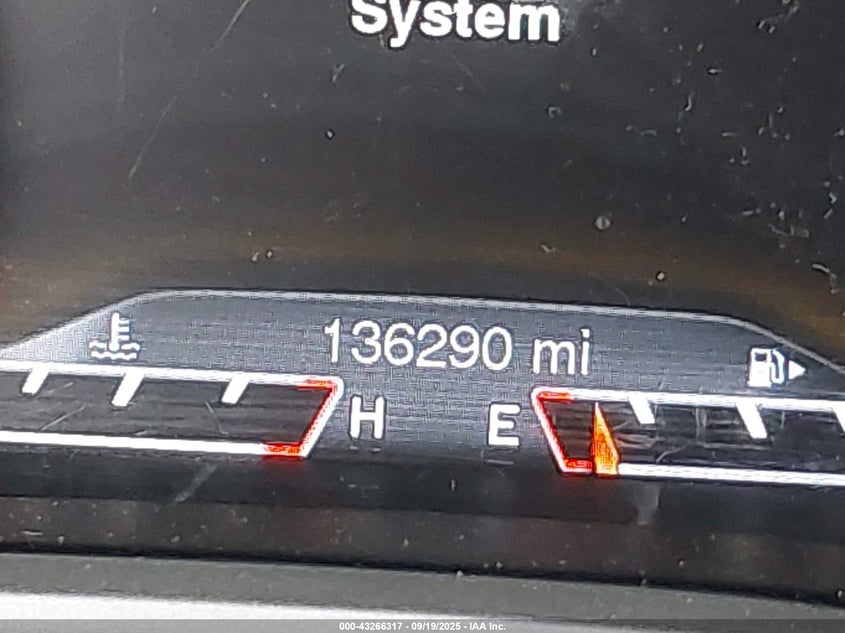 System
136290 mi
H E
000-43266317 - 09/19/2025 - IAA Inc.